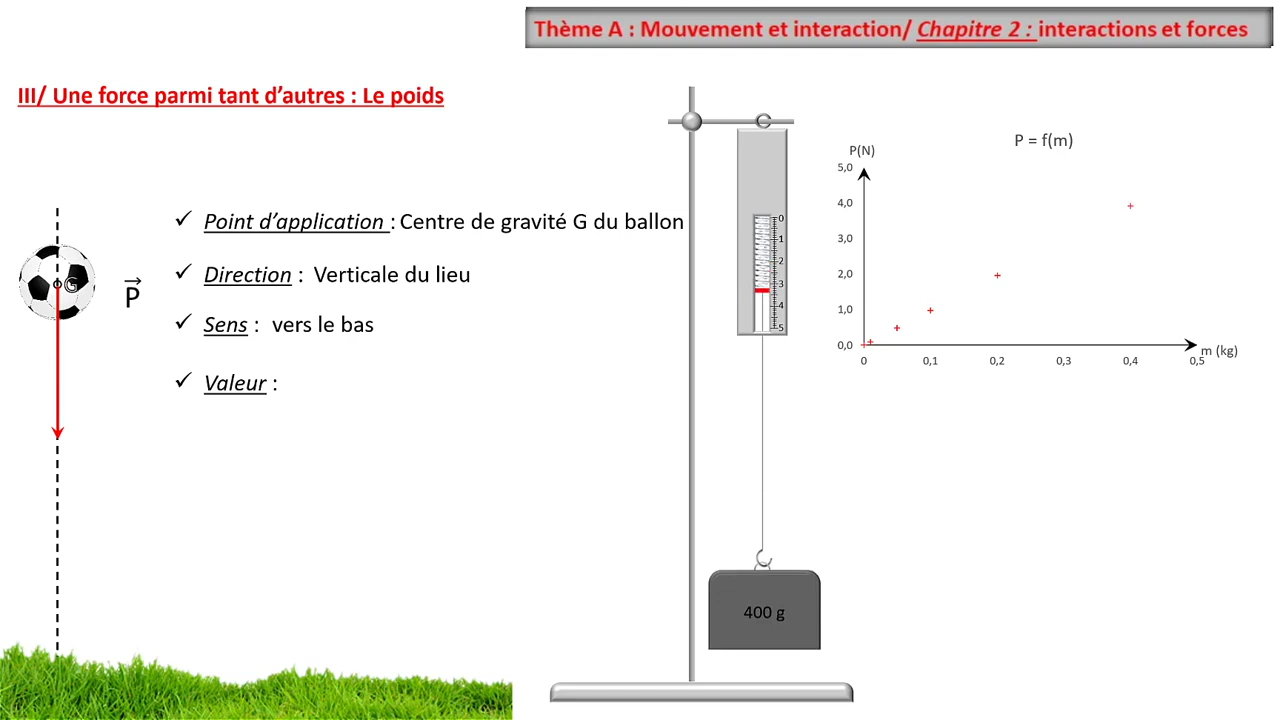 Thème A : Mouvement et interaction/ Chapitre 2 : interactions et forces
III/ Une force parmi tant d’autres : Le poids
G
P
✓ Point d’application : Centre de gravité G du ballon
✓ Direction : Verticale du lieu
✓ Sens : vers le bas
✓ Valeur :
0
1
2
3
4
5
400 g
P = f(m)
P(N)
5,0
4,0
3,0
2,0
1,0
0,0
0 0,1 0,2 0,3 0,4 0,5
m (kg)